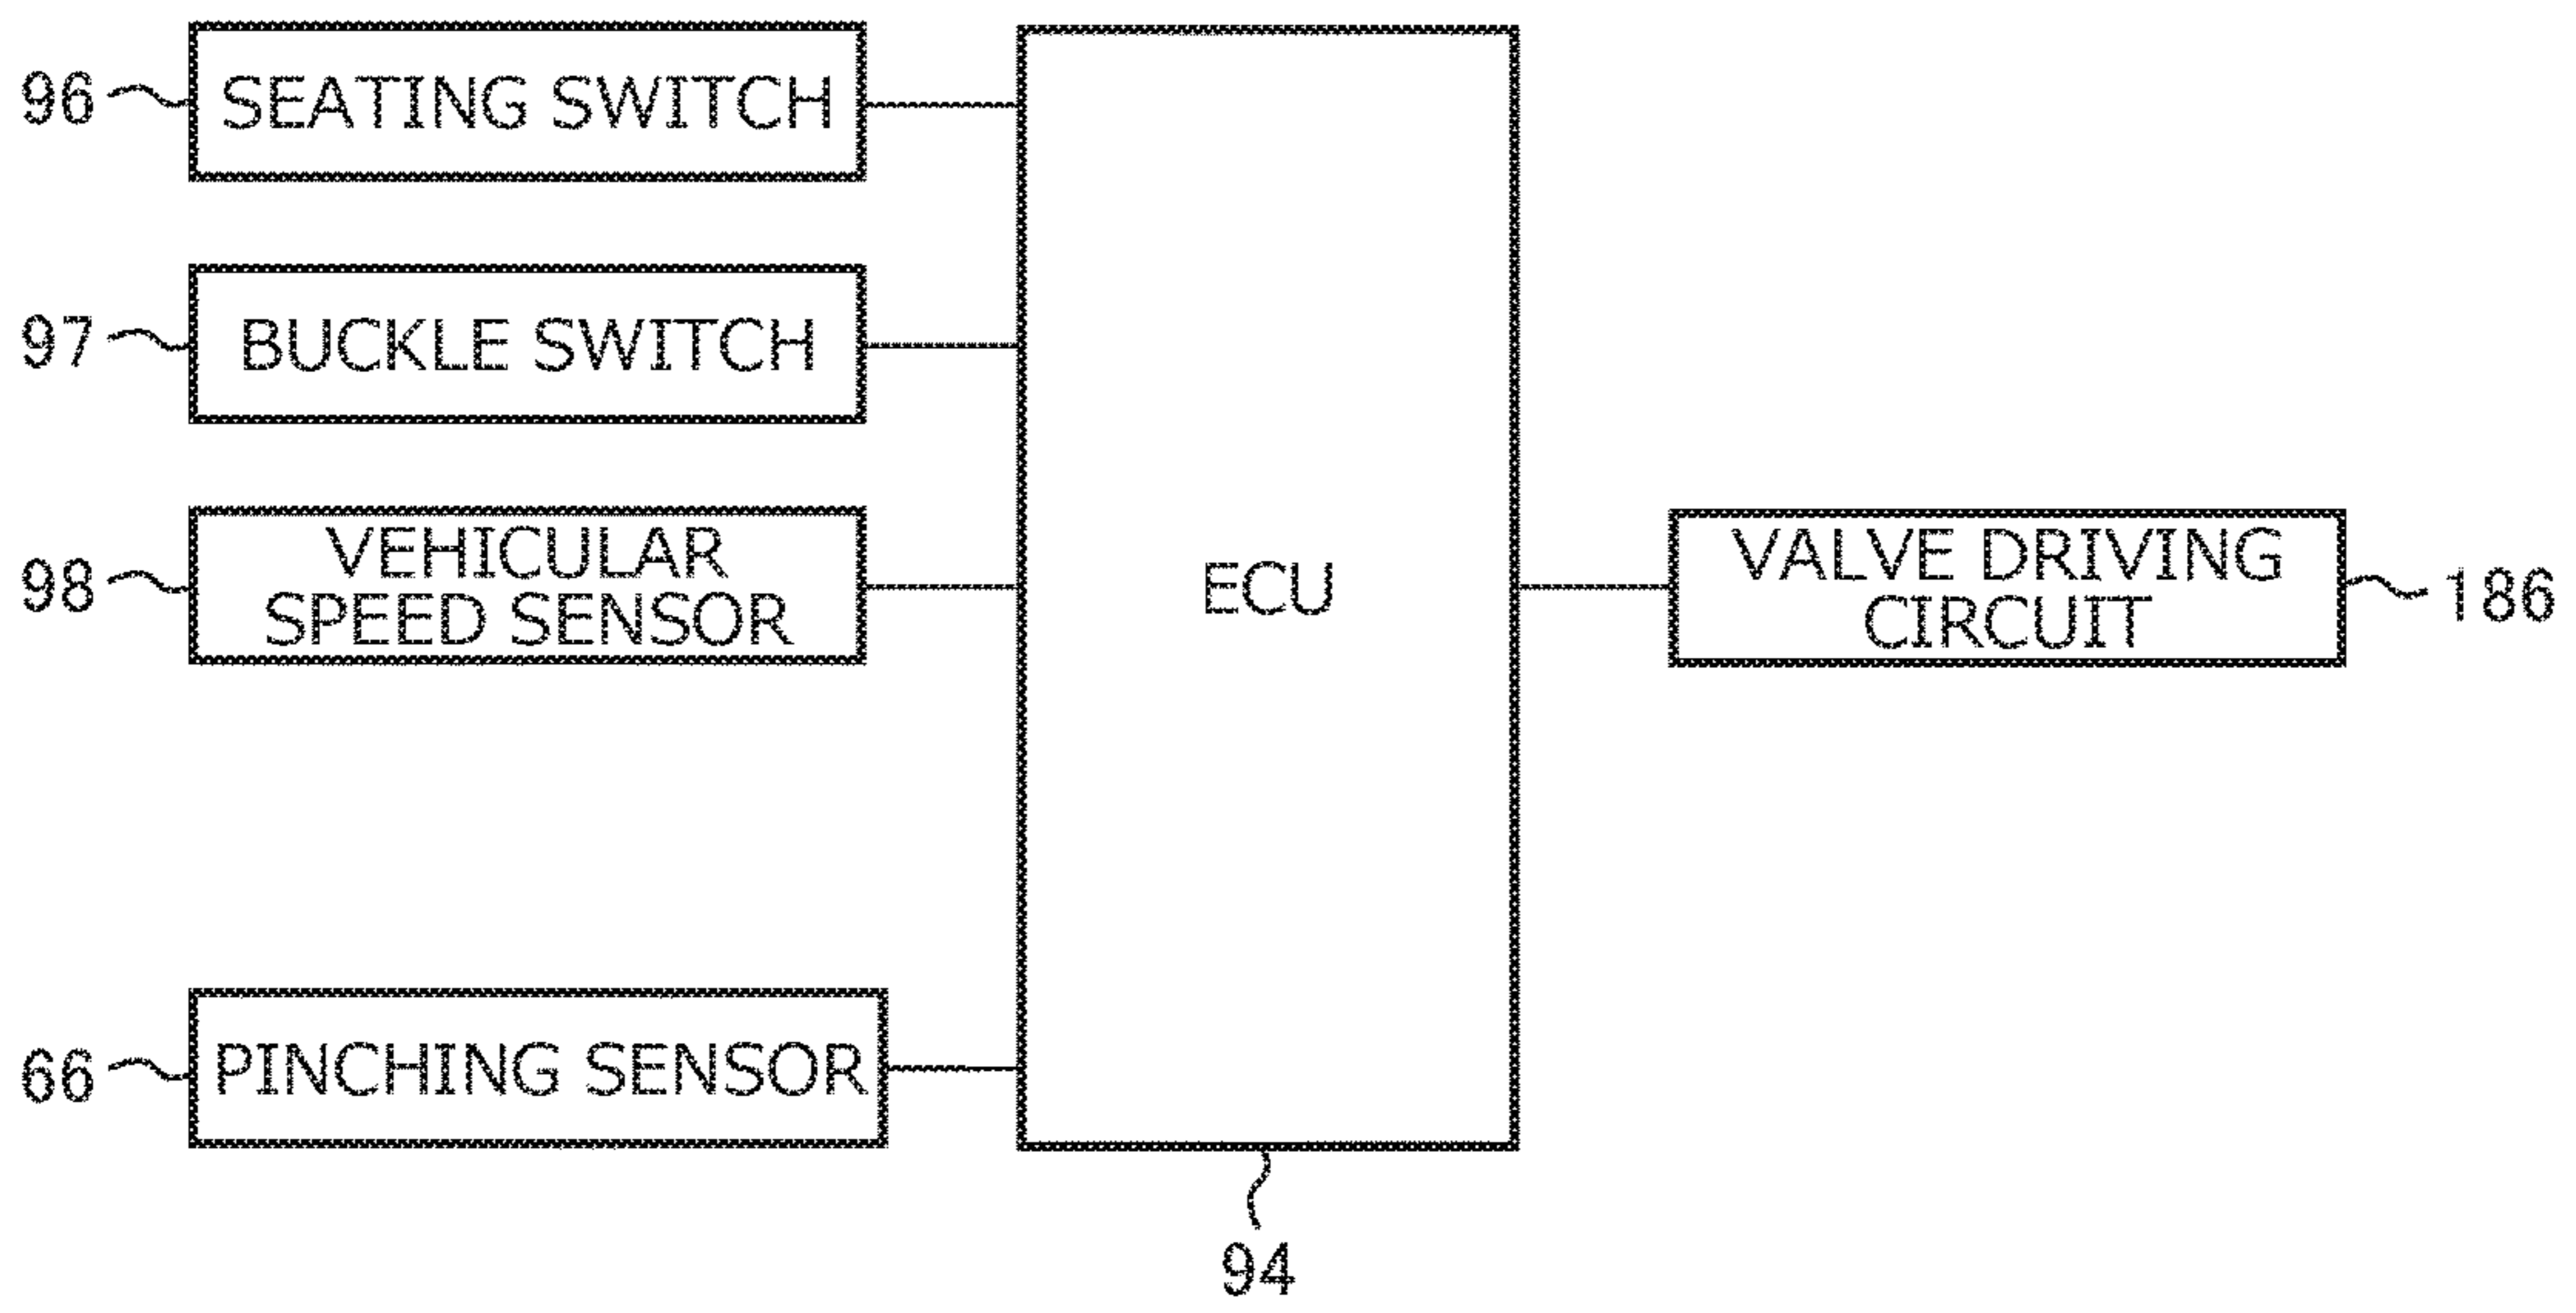 96
SEATING SWITCH
97
BUCKLE SWITCH
98
VEHICULAR
SPEED SENSOR
ECU
VALVE DRIVING
CIRCUIT
186
66
PINCHING SENSOR
94